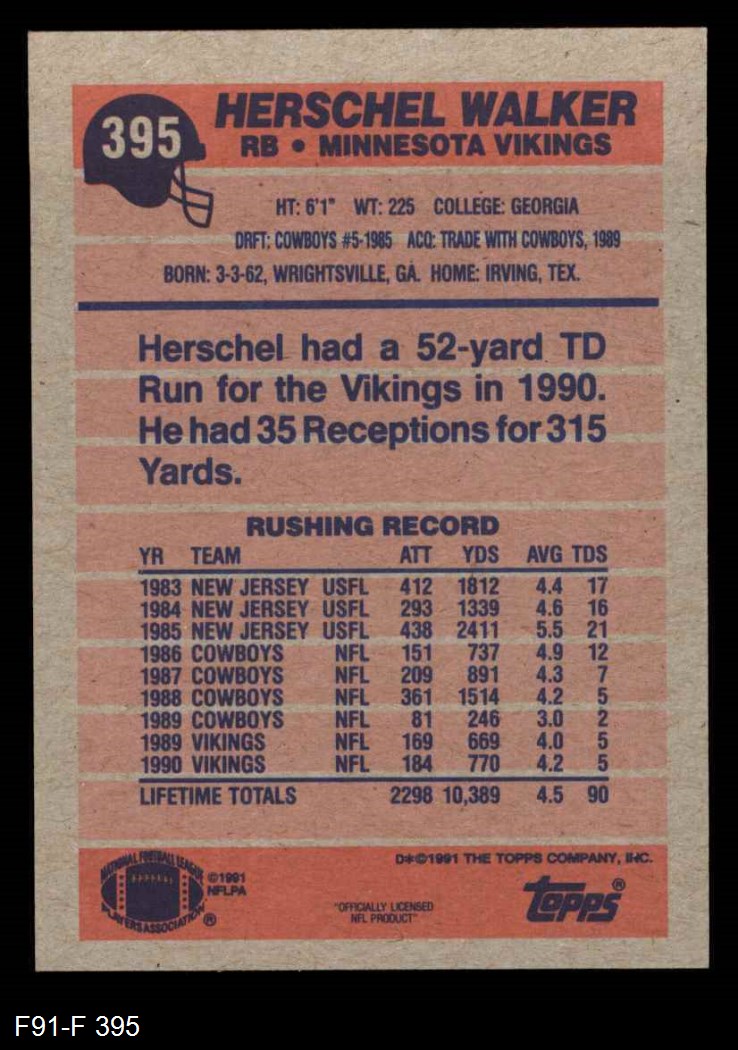 395
HERSCHEL WALKER
RB • MINNESOTA VIKINGS
HT: 6'1" WT: 225 COLLEGE: GEORGIA
DRFT: COWBOYS #5-1985 ACQ: TRADE WITH COWBOYS, 1989
BORN: 3-3-62, WRIGHTSVILLE, GA. HOME: IRVING, TEX.
Herschel had a 52-yard TD
Run for the Vikings in 1990.
He had 35 Receptions for 315
Yards.
RUSHING RECORD
YR TEAM ATT YDS AVG TDS
1983 NEW JERSEY USFL 412 1812 4.4 17
1984 NEW JERSEY USFL 293 1339 4.6 16
1985 NEW JERSEY USFL 438 2411 5.5 21
1986 COWBOYS NFL 151 737 4.9 12
1987 COWBOYS NFL 209 891 4.3 7
1988 COWBOYS NFL 361 1514 4.2 5
1989 COWBOYS NFL 81 246 3.0 2
1989 VIKINGS NFL 169 669 4.0 5
1990 VIKINGS NFL 184 770 4.2 5
LIFETIME TOTALS 2298 10,389 4.5 90
NATIONAL FOOTBALL LEAGUE
PLAYERS ASSOCIATION ®
©1991
NFLPA
D*©1991 THE TOPPS COMPANY, INC.
"OFFICIALLY LICENSED
NFL PRODUCT"
topps®
F91-F 395